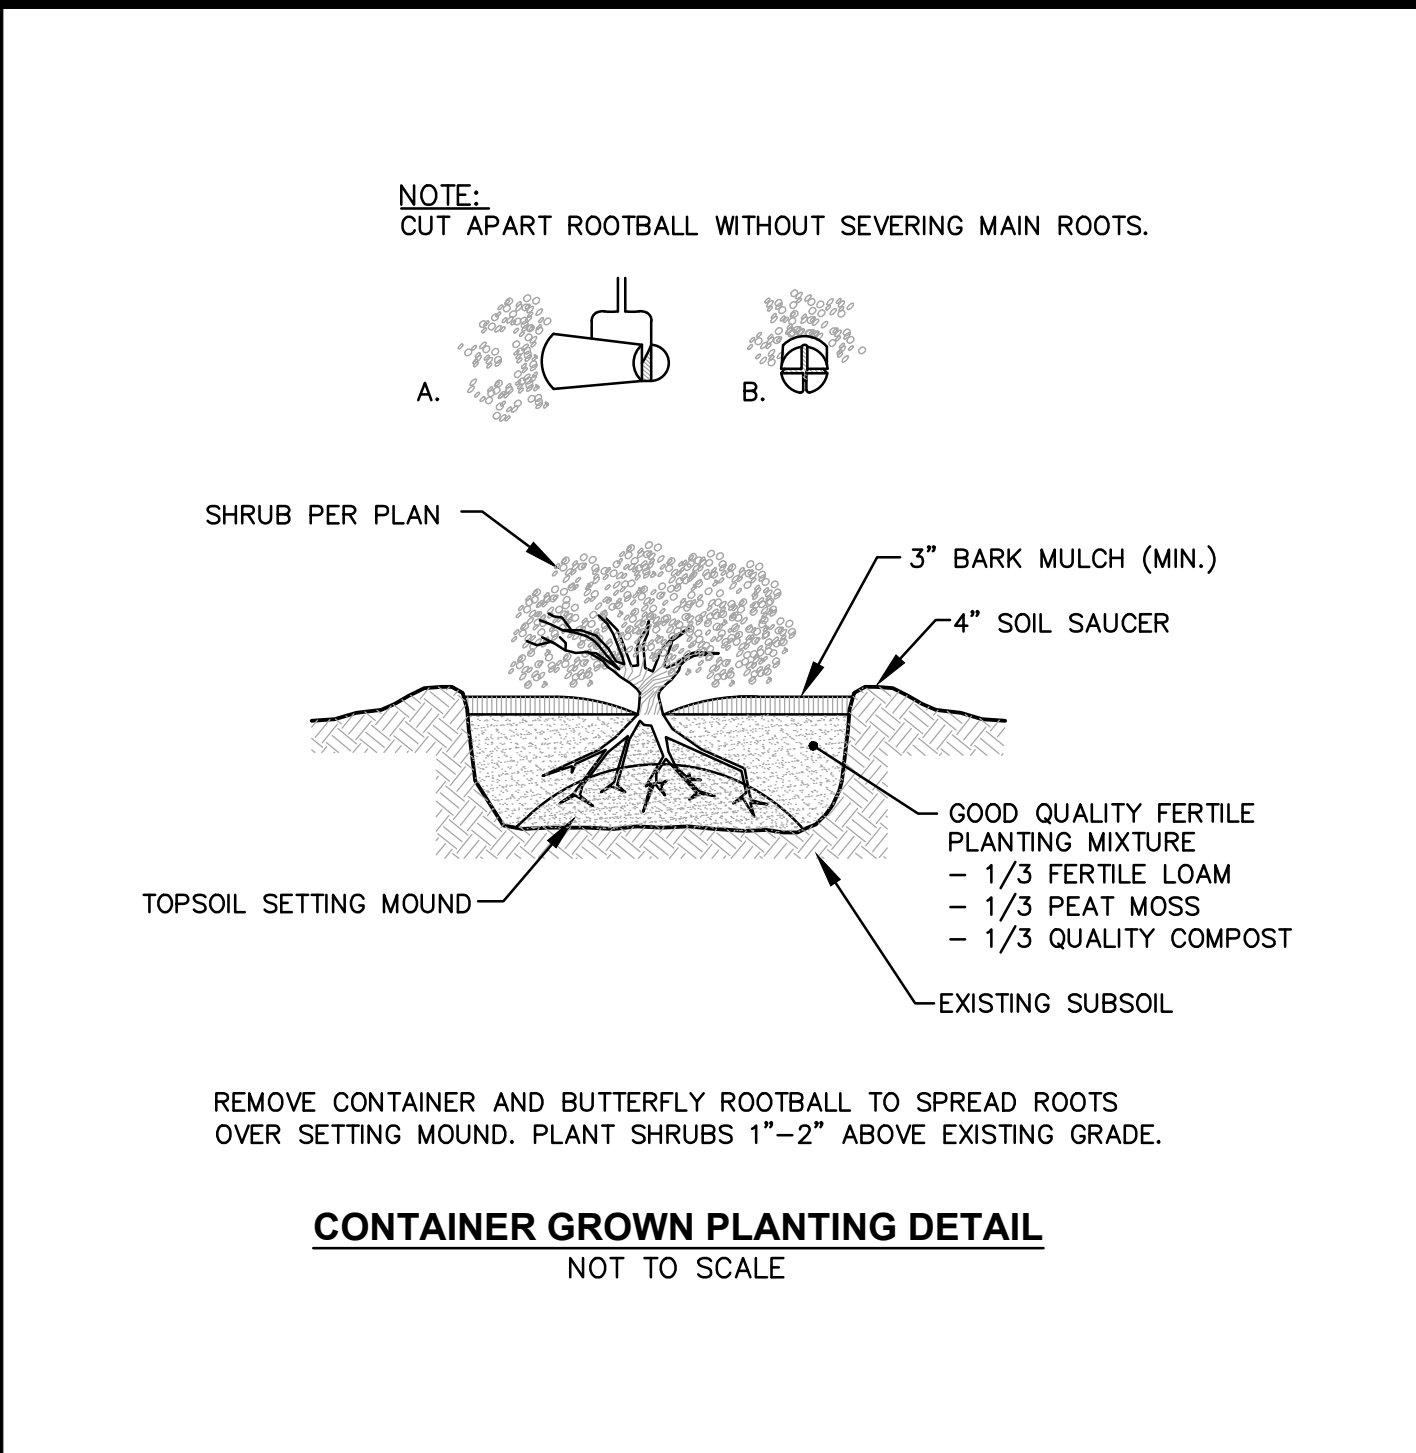 NOTE:
CUT APART ROOTBALL WITHOUT SEVERING MAIN ROOTS.
A.
B.
SHRUB PER PLAN
3” BARK MULCH (MIN.)
4” SOIL SAUCER
GOOD QUALITY FERTILE
PLANTING MIXTURE
– 1/3 FERTILE LOAM
– 1/3 PEAT MOSS
– 1/3 QUALITY COMPOST
TOPSOIL SETTING MOUND
EXISTING SUBSOIL
REMOVE CONTAINER AND BUTTERFLY ROOTBALL TO SPREAD ROOTS
OVER SETTING MOUND. PLANT SHRUBS 1”–2” ABOVE EXISTING GRADE.
CONTAINER GROWN PLANTING DETAIL
NOT TO SCALE